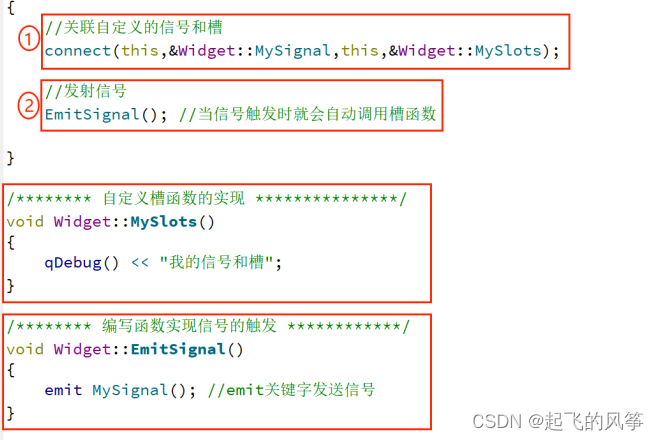 {
//关联自定义的信号和槽
① connect(this,&Widget::MySignal,this,&Widget::MySlots);
//发射信号
② EmitSignal(); //当信号触发时就会自动调用槽函数
}
/******** 自定义槽函数的实现 ***************/
void Widget::MySlots()
{
qDebug() << "我的信号和槽";
}
/******** 编写函数实现信号的触发 ************/
void Widget::EmitSignal()
{
emit MySignal(); //emit关键字发送信号
}
CSDN @起飞的风筝